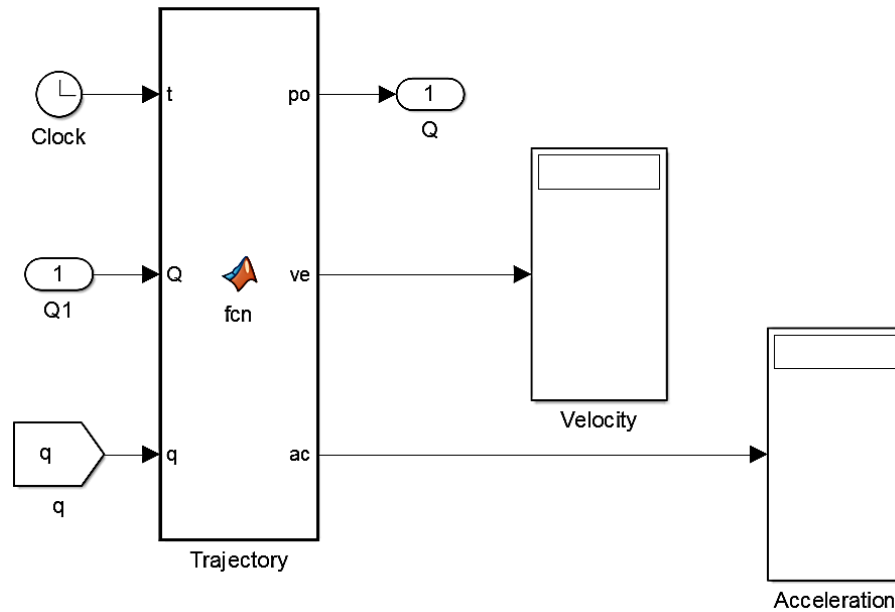 t
po
1
Clock
Q
1
Q
ve
Q1
fcn
Velocity
q
q
ac
q
Trajectory
Acceleration